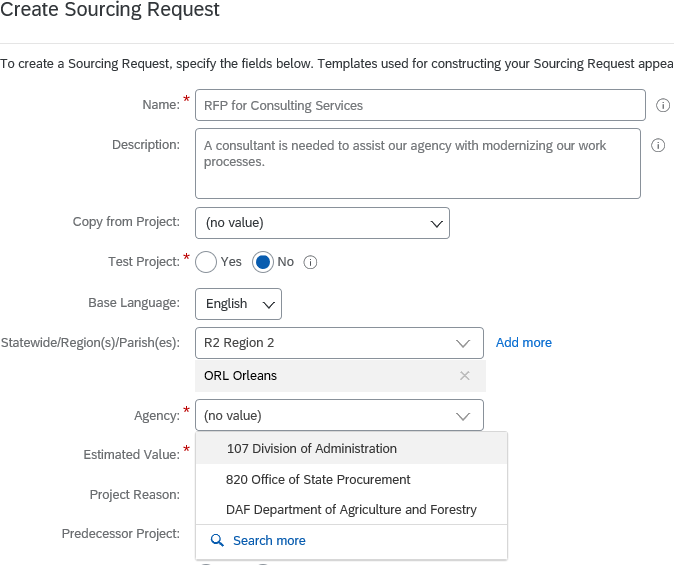 Create Sourcing Request
To create a Sourcing Request, specify the fields below. Templates used for constructing your Sourcing Request appea
Name: * RFP for Consulting Services
Description: A consultant is needed to assist our agency with modernizing our work
processes.
Copy from Project: (no value)
Test Project: * Yes No
Base Language: English
Statewide/Region(s)/Parish(es): R2 Region 2 Add more
ORL Orleans
Agency: * (no value)
107 Division of Administration
Estimated Value: *
820 Office of State Procurement
Project Reason:
DAF Department of Agriculture and Forestry
Predecessor Project:
Search more